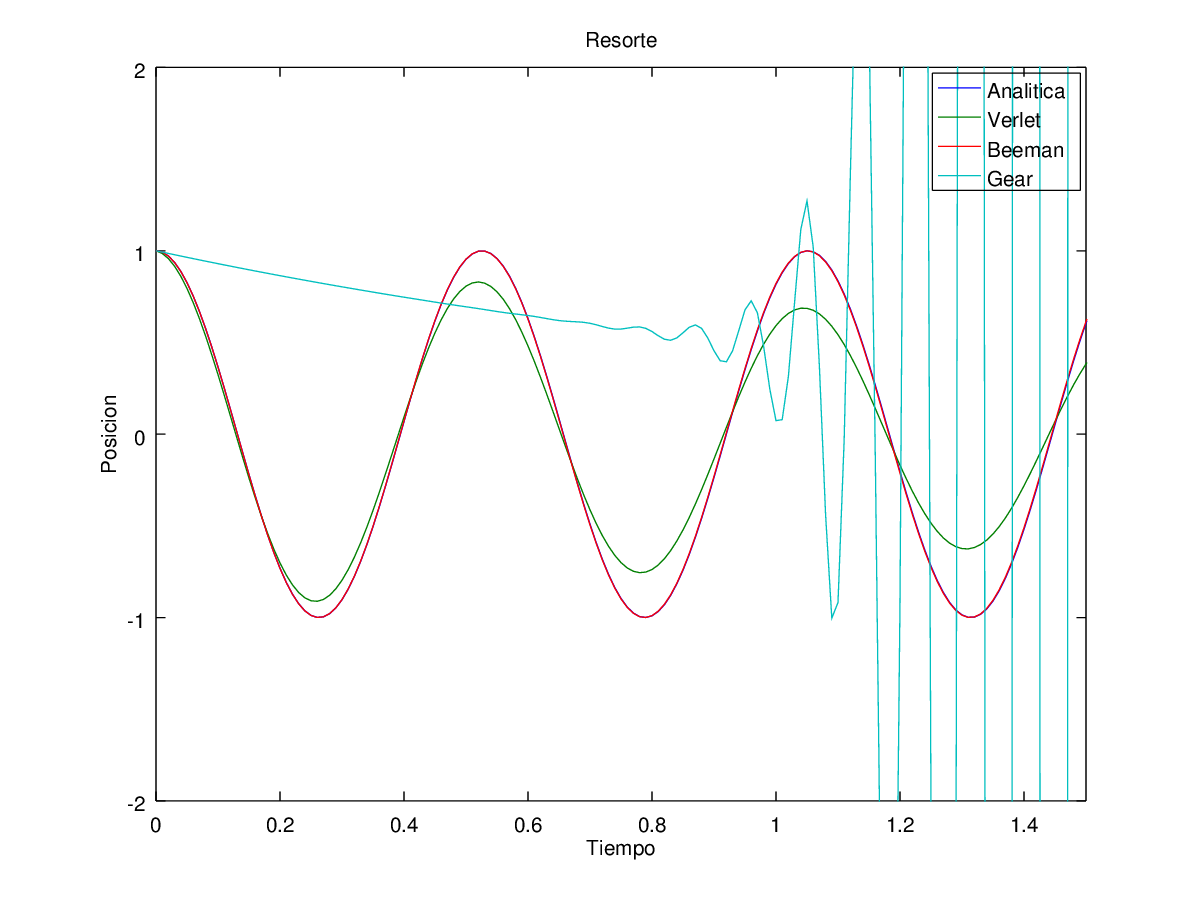 Resorte
Analitica
Verlet
Beeman
Gear
2
1
0
-1
-2
Posicion
0 0.2 0.4 0.6 0.8 1 1.2 1.4
Tiempo